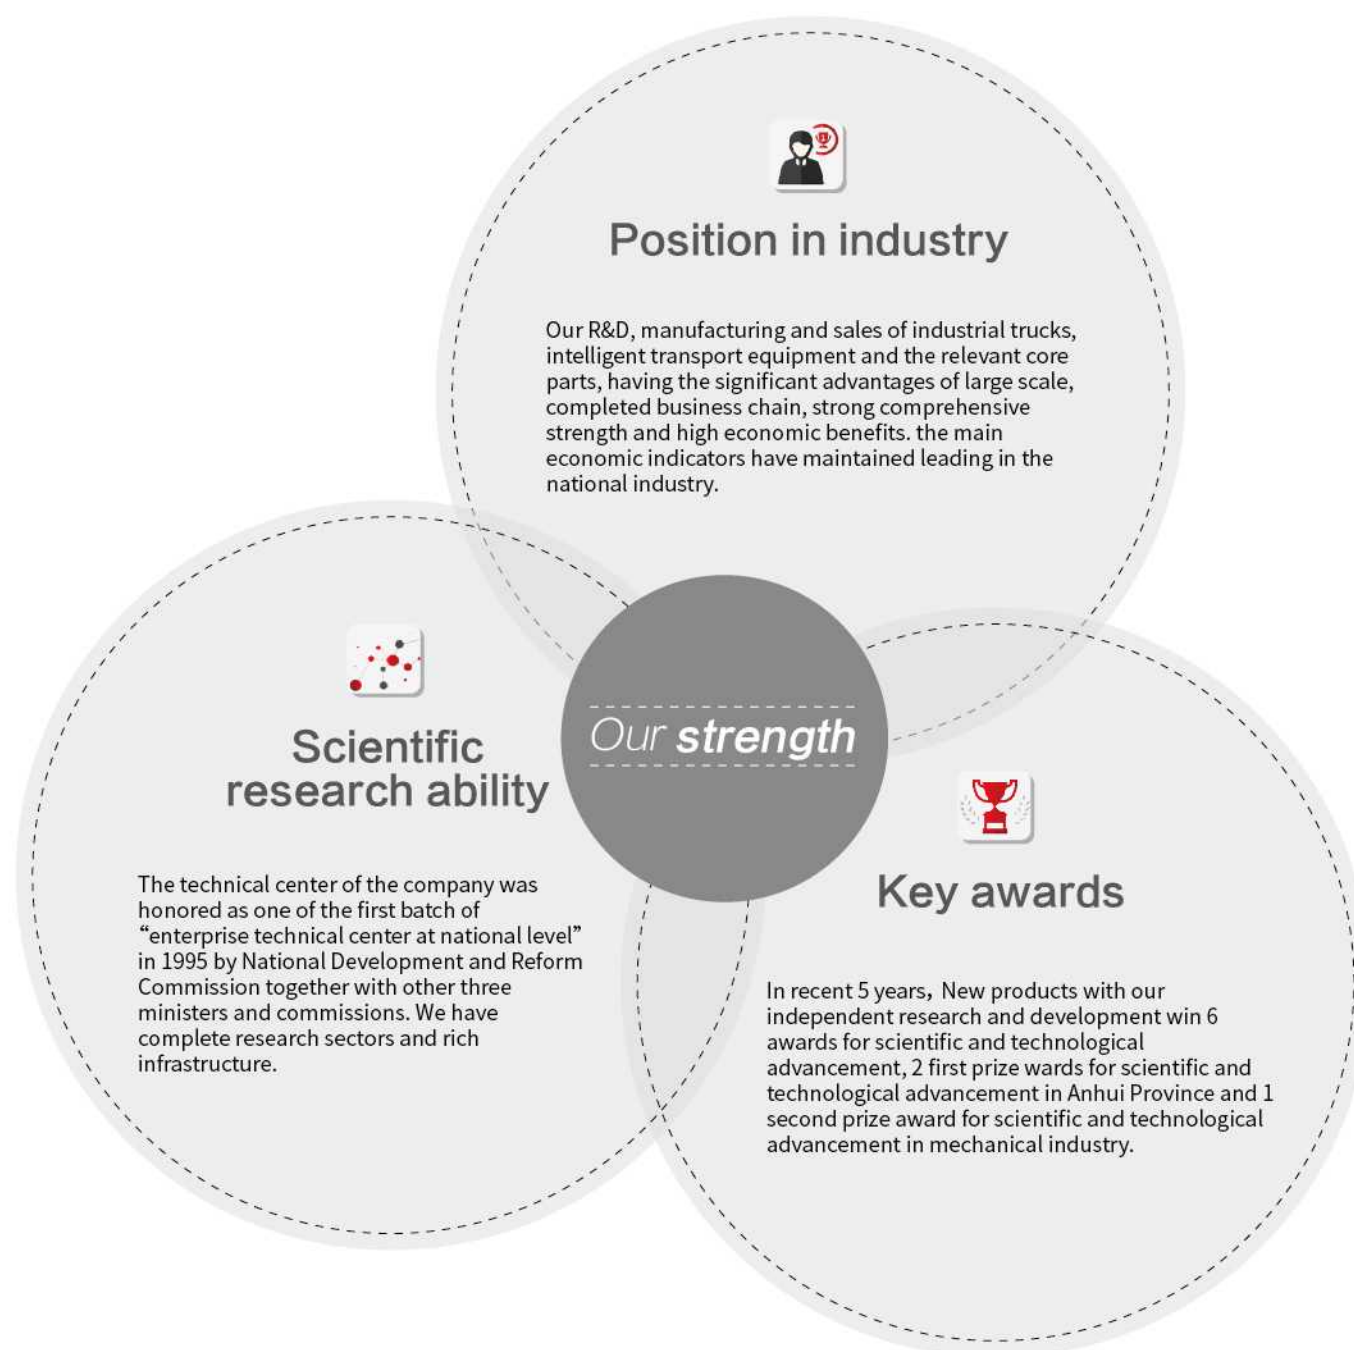 Position in industry
Our R&D, manufacturing and sales of industrial trucks,
intelligent transport equipment and the relevant core
parts, having the significant advantages of large scale,
completed business chain, strong comprehensive
strength and high economic benefits. the main
economic indicators have maintained leading in the
national industry.
Our strength
Scientific
research ability
The technical center of the company was
honored as one of the first batch of
“enterprise technical center at national level”
in 1995 by National Development and Reform
Commission together with other three
ministers and commissions. We have
complete research sectors and rich
infrastructure.
Key awards
In recent 5 years，New products with our
independent research and development win 6
awards for scientific and technological
advancement, 2 first prize wards for scientific and
technological advancement in Anhui Province and 1
second prize award for scientific and technological
advancement in mechanical industry.